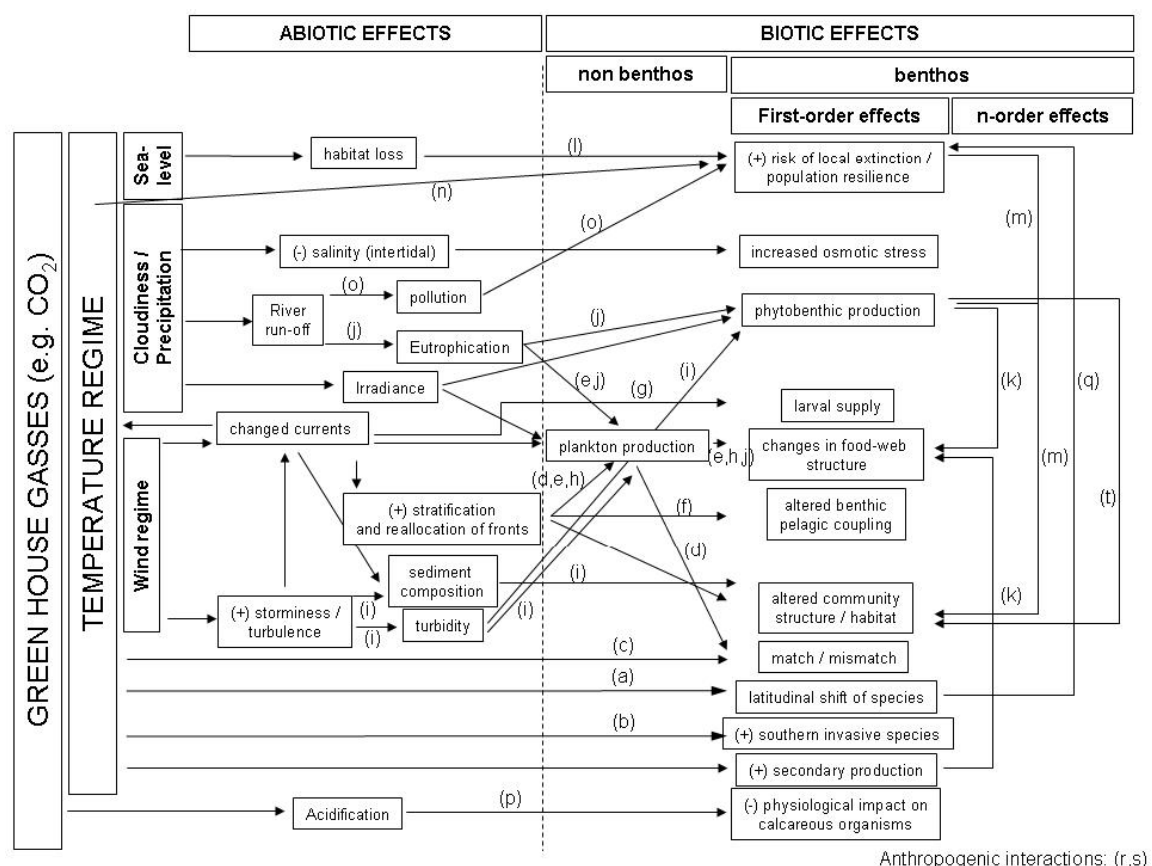 ABIOTIC EFFECTS
BIOTIC EFFECTS
non benthos
benthos
First-order effects
n-order effects
GREEN HOUSE GASSES (e.g. CO₂)
TEMPERATURE REGIME
Sea-
level
Cloudiness /
Precipitation
Wind regime
habitat loss
(l)
(+) risk of local extinction /
population resilience
(n)
(m)
(o)
(-) salinity (intertidal)
increased osmotic stress
River
run-off
(o)
pollution
(j)
Eutrophication
(j)
phytobenthic production
(i)
Irradiance
(e,j)
(g)
(k)
(q)
larval supply
changed currents
plankton production
(e,h,j)
changes in food-web
structure
(m)
(d,e,h)
(+) stratification
and reallocation of fronts
(f)
altered benthic
pelagic coupling
(t)
(d)
sediment
composition
(i)
(k)
(+) storminess /
turbulence
(i)
(i)
turbidity
(i)
altered community
structure / habitat
(c)
match / mismatch
(a)
latitudinal shift of species
(b)
(+) southern invasive species
(+) secondary production
Acidification
(p)
(-) physiological impact on
calcareous organisms
Anthropogenic interactions: (r,s)